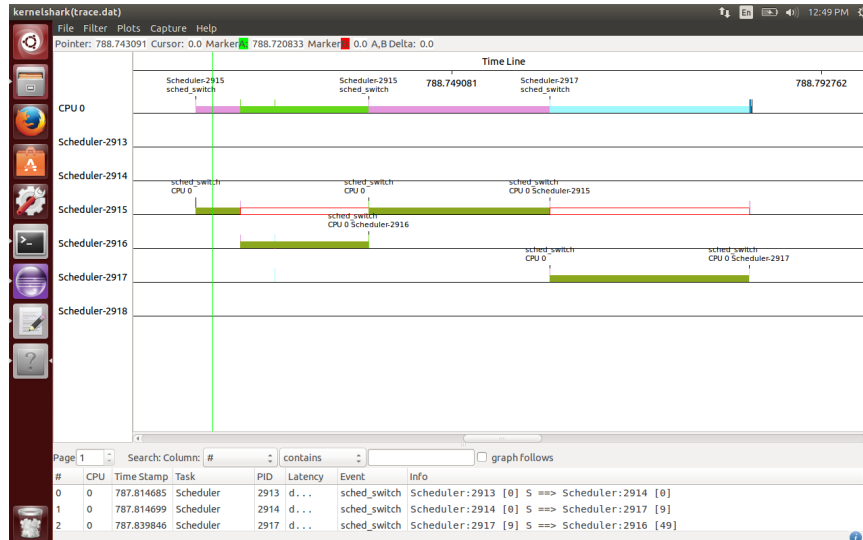 kernelshark(trace.dat)
En
12:49 PM
File Filter Plots Capture Help
Pointer: 788.743091 Cursor: 0.0 Marker A: 788.720833 Marker B: 0.0 A,B Delta: 0.0
Time Line
Scheduler-2915 Scheduler-2915 788.749081 Scheduler-2917 788.792762
sched_switch sched_switch sched_switch
CPU 0
Scheduler-2913
Scheduler-2914
sched_switch sched_switch sched_switch
CPU 0 CPU 0 CPU 0 Scheduler-2915
Scheduler-2915
sched_switch
CPU 0 Scheduler-2916
Scheduler-2916
sched_switch sched_switch
CPU 0 CPU 0 Scheduler-2917
Scheduler-2917
Scheduler-2918
Page 1 Search: Column: # contains graph follows
# CPU Time Stamp Task PID Latency Event Info
0 0 787.814685 Scheduler 2913 d... sched_switch Scheduler:2913 [0] S ==> Scheduler:2914 [0]
1 0 787.814699 Scheduler 2914 d... sched_switch Scheduler:2914 [0] S ==> Scheduler:2917 [9]
2 0 787.839846 Scheduler 2917 d... sched_switch Scheduler:2917 [9] S ==> Scheduler:2916 [49]